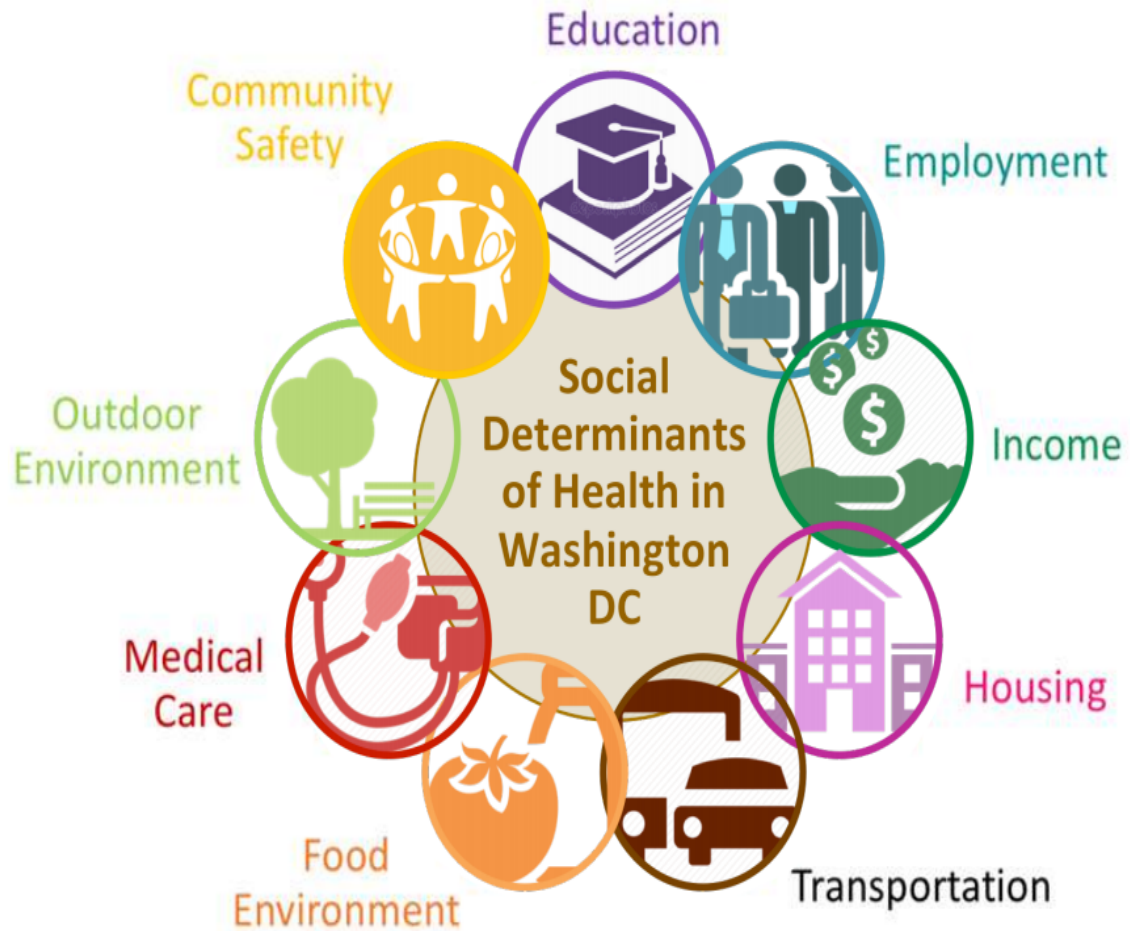 Education
Community
Safety
Employment
Social
Determinants
of Health in
Washington
DC
Outdoor
Environment
Income
Medical
Care
Housing
Food
Environment
Transportation
$
$
$